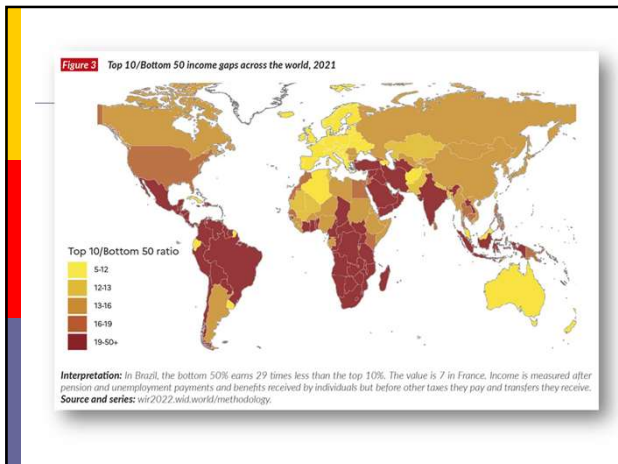 Figure 3 Top 10/Bottom 50 income gaps across the world, 2021
Top 10/Bottom 50 ratio
5-12
12-13
13-16
16-19
19-50+
Interpretation: In Brazil, the bottom 50% earns 29 times less than the top 10%. The value is 7 in France. Income is measured after
pension and unemployment payments and benefits received by individuals but before other taxes they pay and transfers they receive.
Source and series: wir2022.wid.world/methodology.